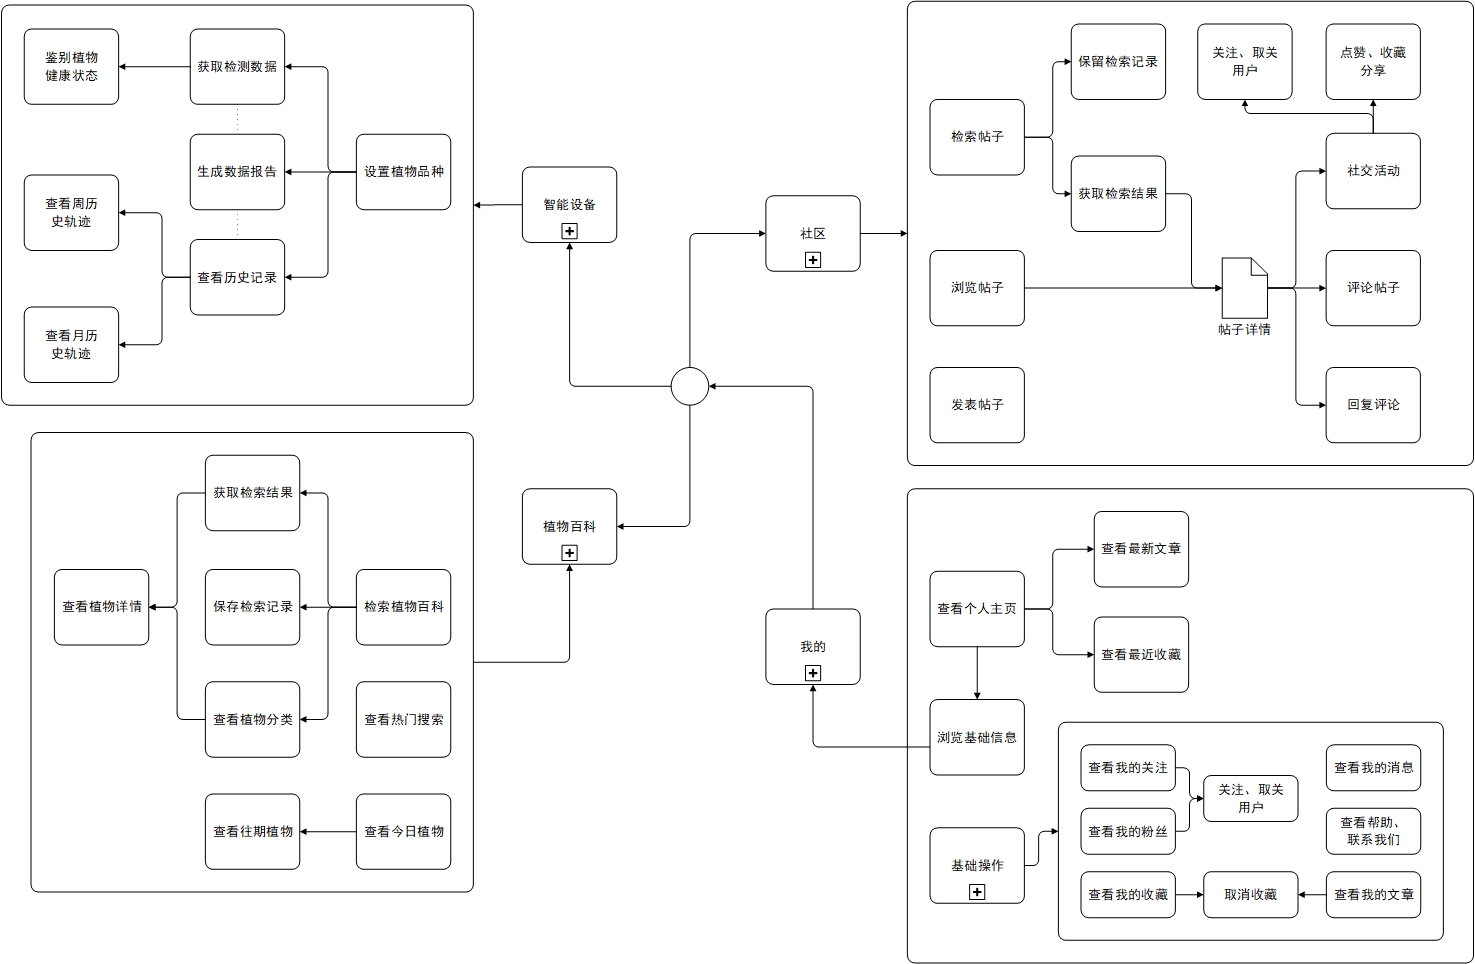 鉴别植物
健康状态
获取检测数据
生成数据报告
设置植物品种
查看周历
史轨迹
查看历史记录
查看月历
史轨迹
智能设备
社区
保留检索记录
关注、取关
用户
点赞、收藏
分享
检索帖子
获取检索结果
社交活动
浏览帖子
帖子详情
评论帖子
发表帖子
回复评论
获取检索结果
查看植物详情
保存检索记录
检索植物百科
查看植物分类
查看热门搜索
查看往期植物
查看今日植物
植物百科
我的
查看最新文章
查看个人主页
查看最近收藏
浏览基础信息
基础操作
查看我的关注
关注、取关
用户
查看我的消息
查看我的粉丝
查看帮助、
联系我们
查看我的收藏
取消收藏
查看我的文章